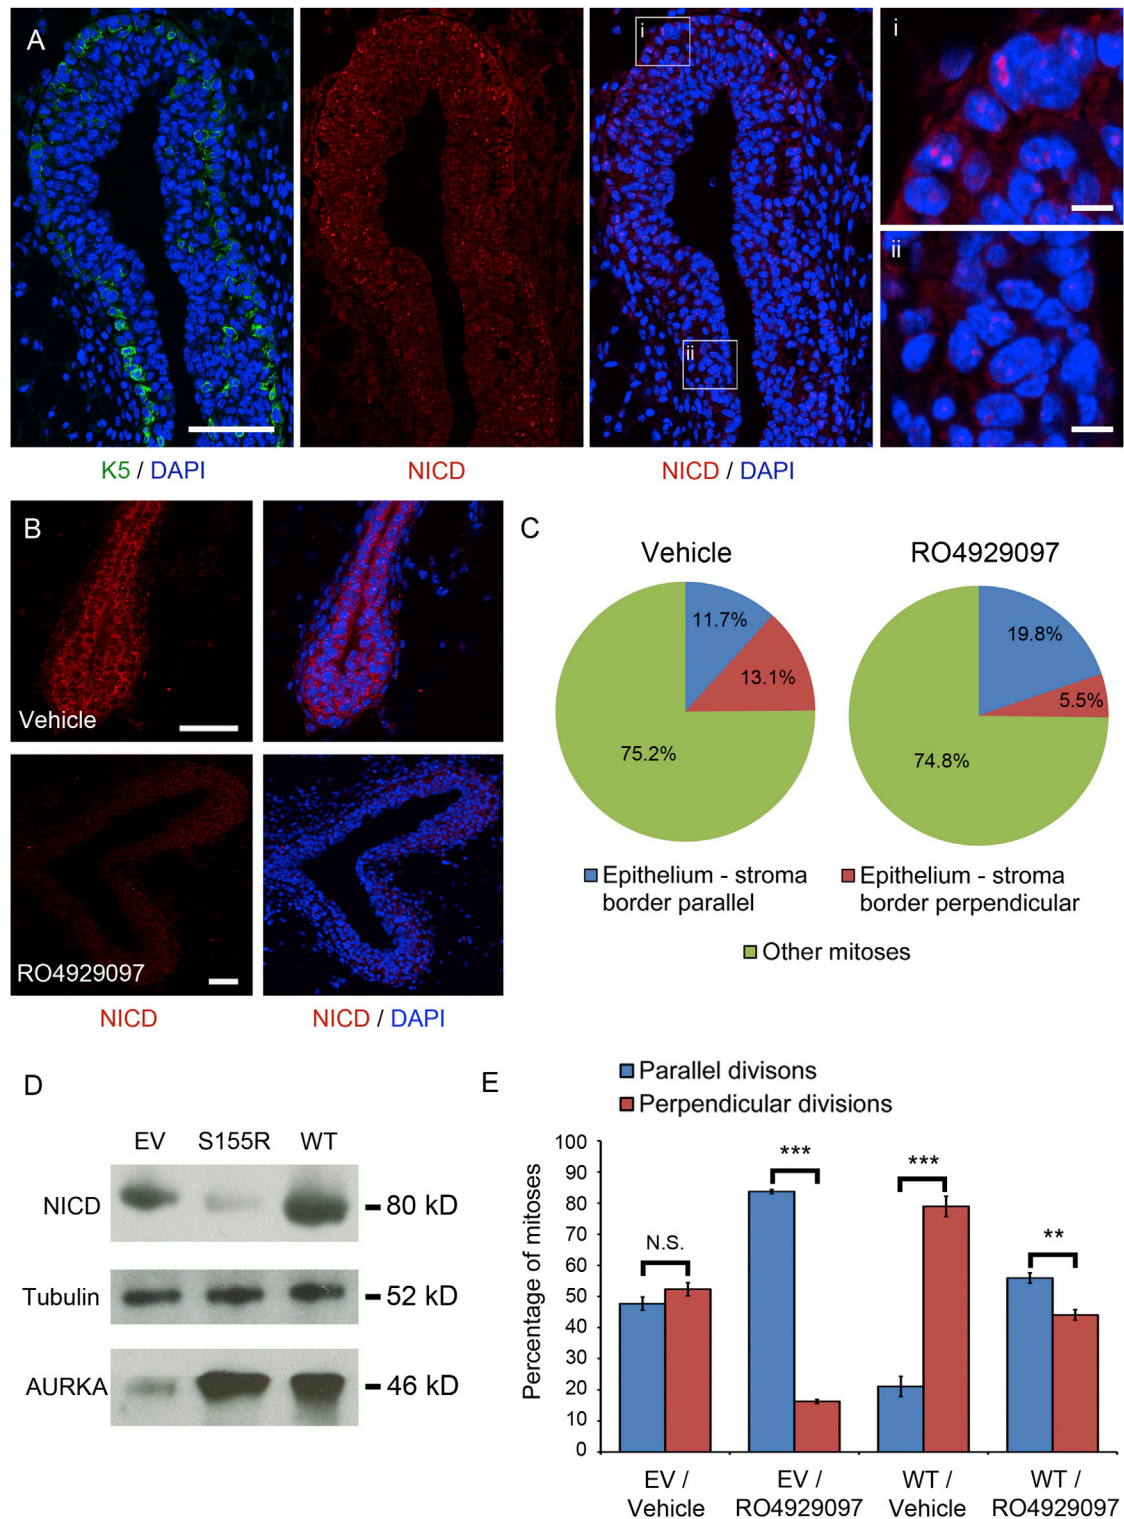 A
i
ii
i
ii
K5 / DAPI
NICD
NICD / DAPI
B
Vehicle
RO4929097
NICD
NICD / DAPI
C
Vehicle
RO4929097
11.7%
13.1%
75.2%
19.8%
5.5%
74.8%
Epithelium - stroma
border parallel
Epithelium - stroma
border perpendicular
Other mitoses
D
EV S155R WT
NICD
80 kD
Tubulin
52 kD
AURKA
46 kD
E
Parallel divisons
Perpendicular divisions
Percentage of mitoses
100
90
80
70
60
50
40
30
20
10
0
N.S.
***
***
**
EV /
Vehicle
EV /
RO4929097
WT /
Vehicle
WT /
RO4929097